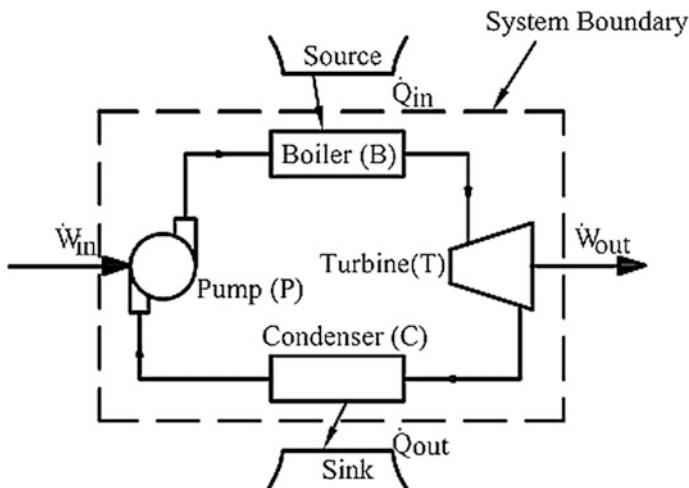 System Boundary
Source
Q̇in
Boiler (B)
Ẇin
Ẇout
Turbine(T)
Pump (P)
Condenser (C)
Q̇out
Sink